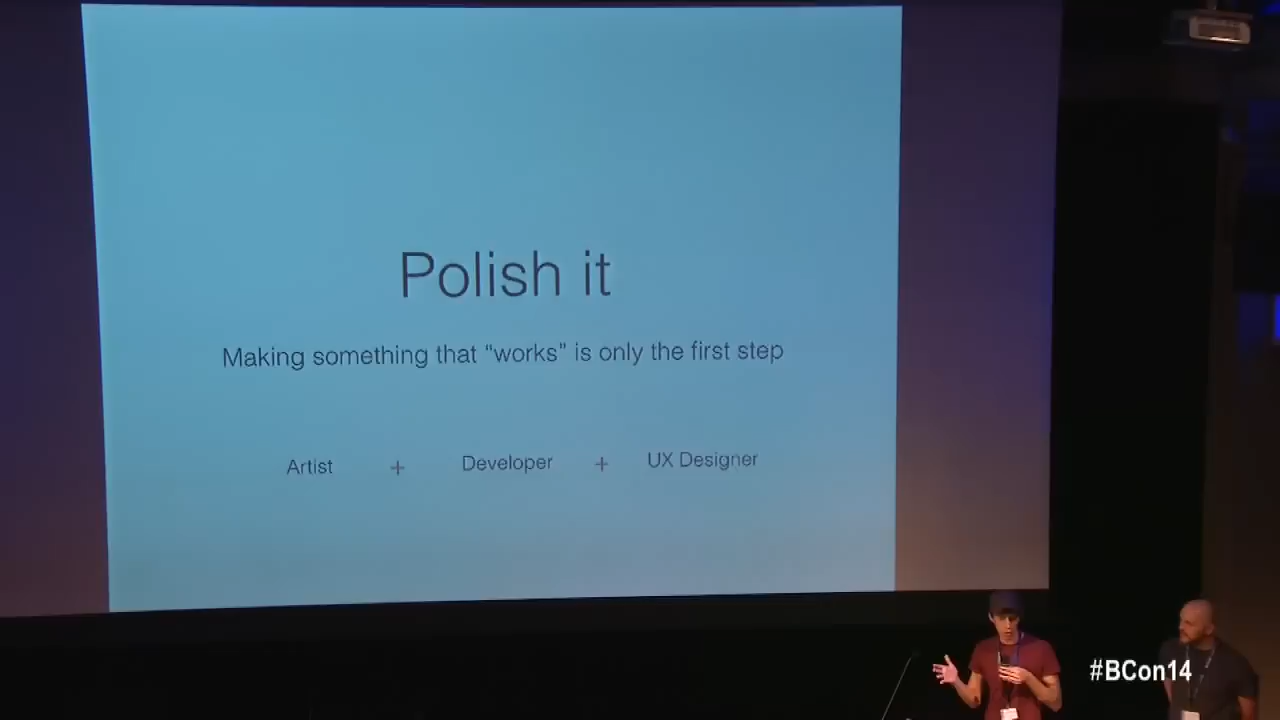 Polish it
Making something that “works” is only the first step
Artist + Developer + UX Designer
#BCon14